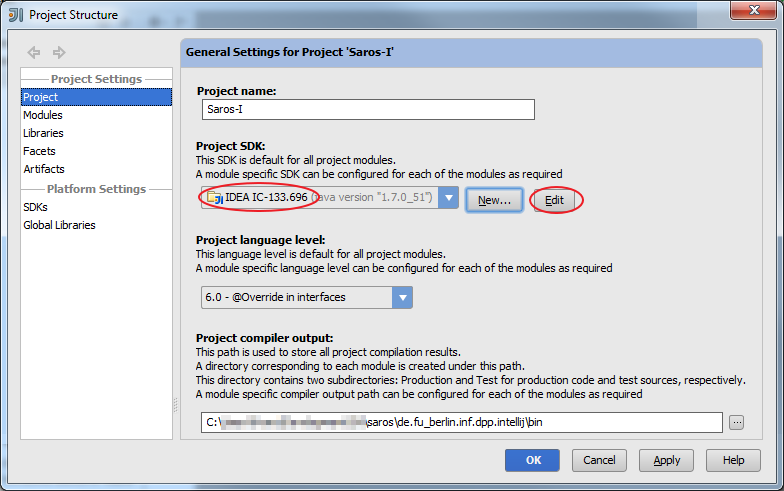 Project Structure
Project Settings
Project
Modules
Libraries
Facets
Artifacts
Platform Settings
SDKs
Global Libraries
General Settings for Project 'Saros-I'
Project name:
Saros-I
Project SDK:
This SDK is default for all project modules.
A module specific SDK can be configured for each of the modules as required
IDEA IC-133.696 (java version "1.7.0_51") New... Edit
Project language level:
This language level is default for all project modules.
A module specific language level can be configured for each of the modules as required
6.0 - @Override in interfaces
Project compiler output:
This path is used to store all project compilation results.
A directory corresponding to each module is created under this path.
This directory contains two subdirectories: Production and Test for production code and test sources, respectively.
A module specific compiler output path can be configured for each of the modules as required
C:\ \saros\de.fu_berlin.inf.dpp.intellij\bin ...
OK Cancel Apply Help